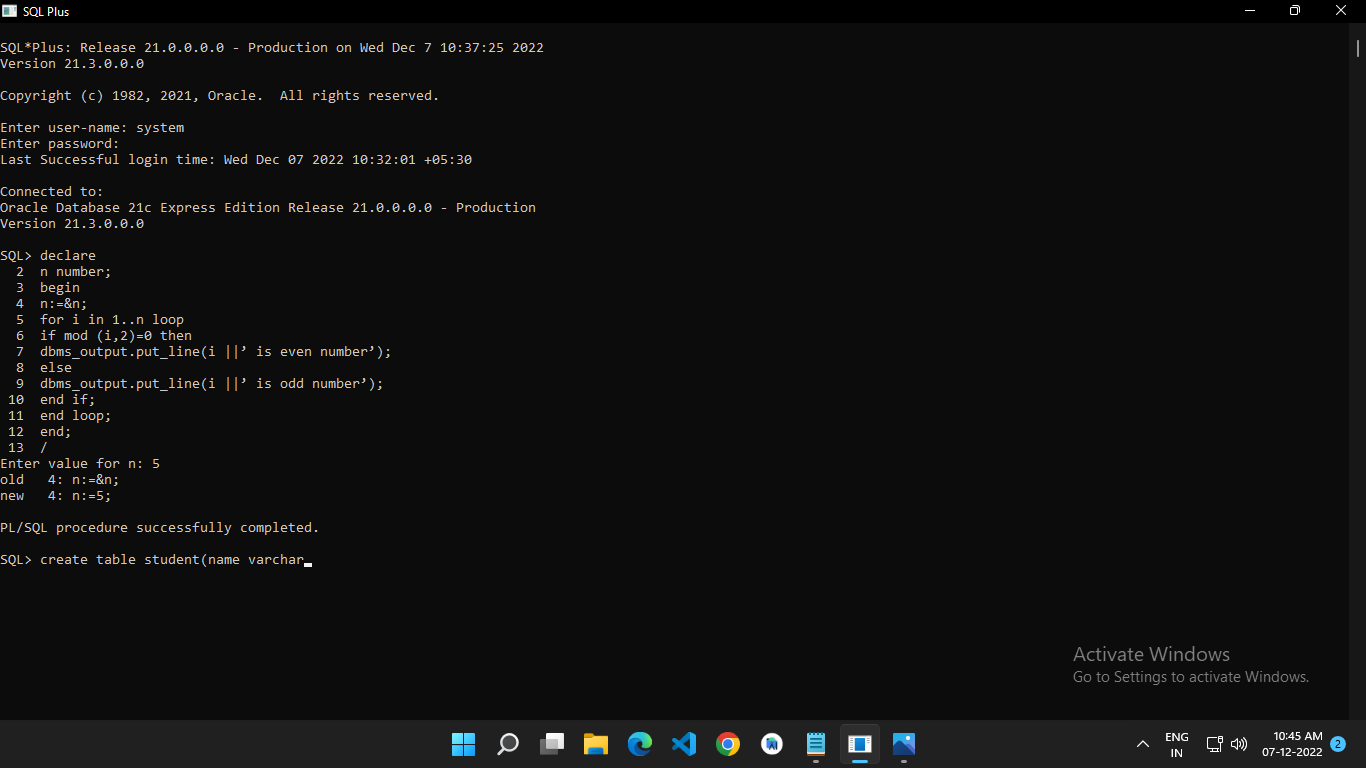 SQL Plus
SQL*Plus: Release 21.0.0.0.0 - Production on Wed Dec 7 10:37:25 2022
Version 21.3.0.0.0
Copyright (c) 1982, 2021, Oracle.  All rights reserved.
Enter user-name: system
Enter password:
Last Successful login time: Wed Dec 07 2022 10:32:01 +05:30
Connected to:
Oracle Database 21c Express Edition Release 21.0.0.0.0 - Production
Version 21.3.0.0.0
SQL> declare
  2  n number;
  3  begin
  4  n:=&n;
  5  for i in 1..n loop
  6  if mod (i,2)=0 then
  7  dbms_output.put_line(i ||’ is even number’);
  8  else
  9  dbms_output.put_line(i ||’ is odd number’);
 10  end if;
 11  end loop;
 12  end;
 13  /
Enter value for n: 5
old   4: n:=&n;
new   4: n:=5;
PL/SQL procedure successfully completed.
SQL> create table student(name varchar
Activate Windows
Go to Settings to activate Windows.
ENG
IN
10:45 AM
07-12-2022
2